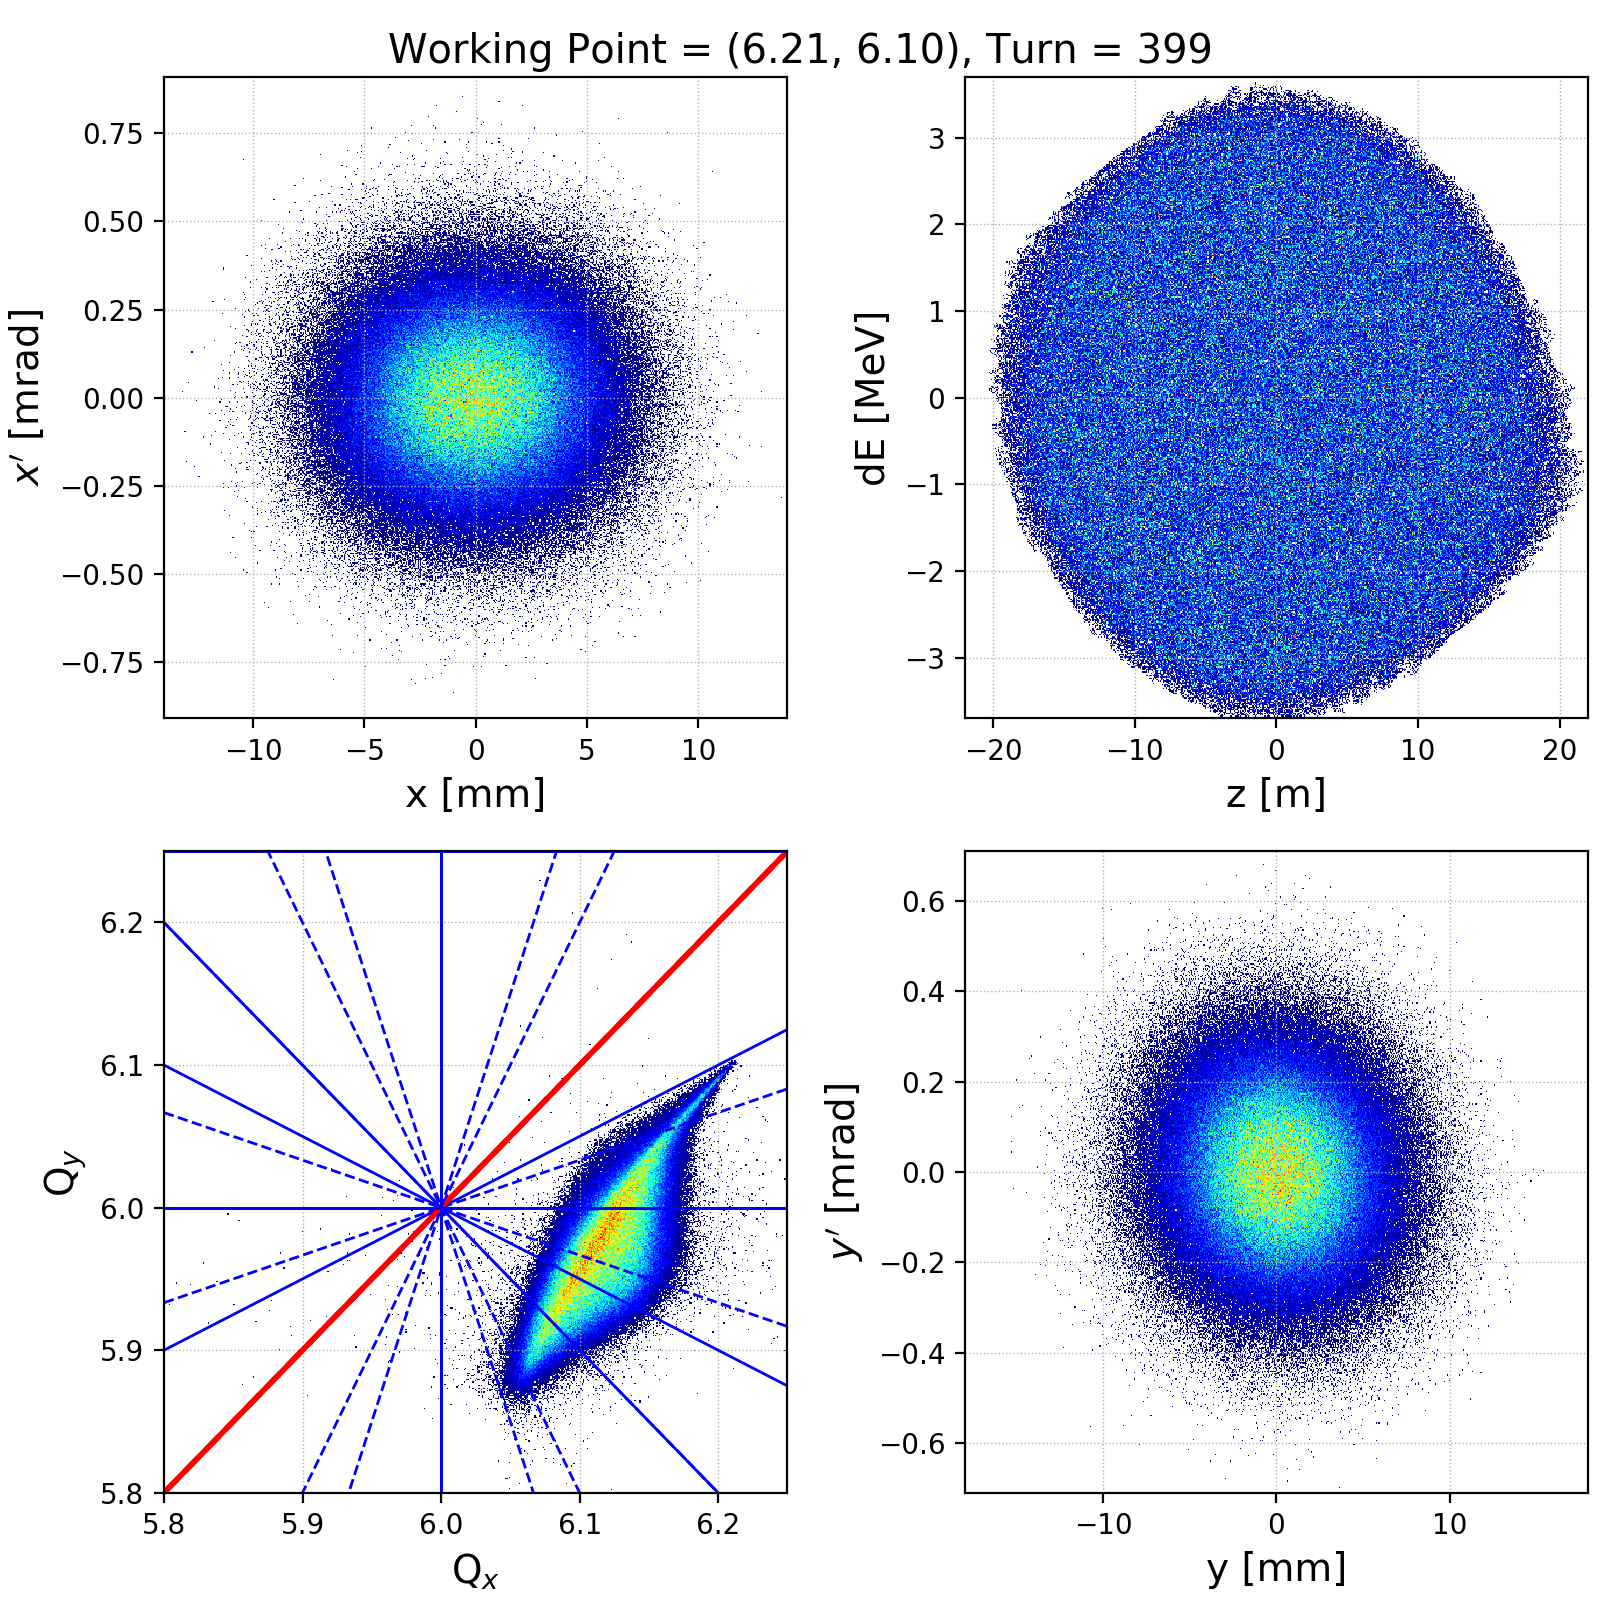 Working Point = (6.21, 6.10), Turn = 399
0.75
0.50
0.25
0.00
−0.25
−0.50
−0.75
x′ [mrad]
−10 −5 0 5 10
x [mm]
3
2
1
0
−1
−2
−3
dE [MeV]
−20 −10 0 10 20
z [m]
6.2
6.1
6.0
5.9
5.8
Qy
5.8 5.9 6.0 6.1 6.2
Qx
0.6
0.4
0.2
0.0
−0.2
−0.4
−0.6
y′ [mrad]
−10 0 10
y [mm]